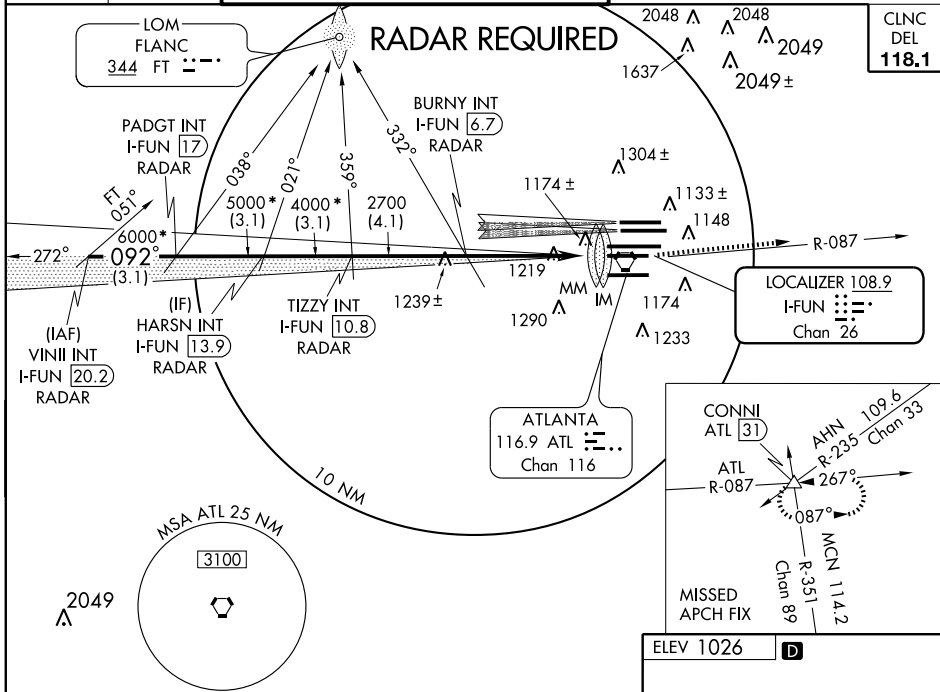 LOM
FLANC
344 FT
RADAR REQUIRED
2048
2048
2049
1637
2049 ±
CLNC
DEL
118.1
PADGT INT
I-FUN 17
RADAR
BURNY INT
I-FUN 6.7
RADAR
038°
021°
359°
332°
FT
051°
5000 *
(3.1)
4000 *
(3.1)
2700
(4.1)
1304 ±
1174 ±
1133 ±
1148
272°
6000 *
092°
(3.1)
R-087
1219
1239 ±
MM
IM
1290
1174
1233
(IAF)
VINII INT
I-FUN 20.2
RADAR
(IF)
HARSN INT
I-FUN 13.9
RADAR
TIZZY INT
I-FUN 10.8
RADAR
LOCALIZER 108.9
I-FUN
Chan 26
ATLANTA
116.9 ATL
Chan 116
10 NM
CONNI
ATL 31
AHN 109.6
R-235 Chan 33
ATL
R-087
267°
087°
MCN 114.2
R-351
Chan 89
MISSED
APCH FIX
MSA ATL 25 NM
3100
2049
ELEV 1026 D